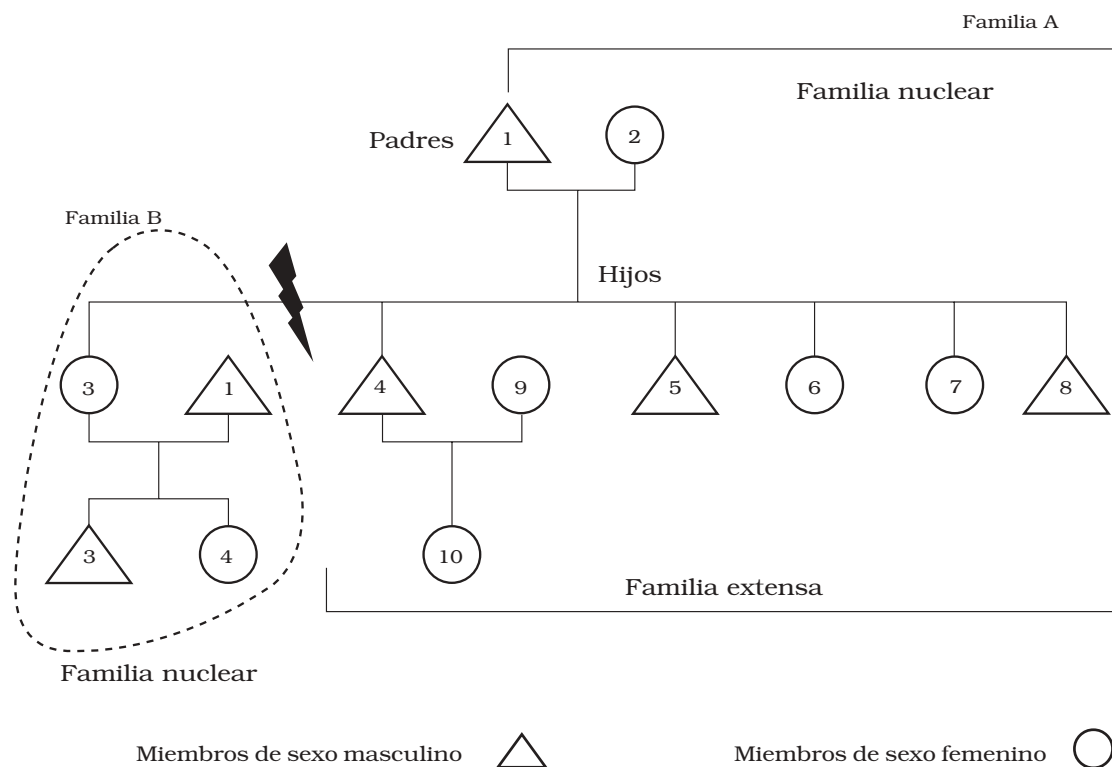 Familia A
Familia nuclear
Padres
1
2
Familia B
Hijos
3
1
4
9
5
6
7
8
3
4
10
Familia extensa
Familia nuclear
Miembros de sexo masculino
Miembros de sexo femenino